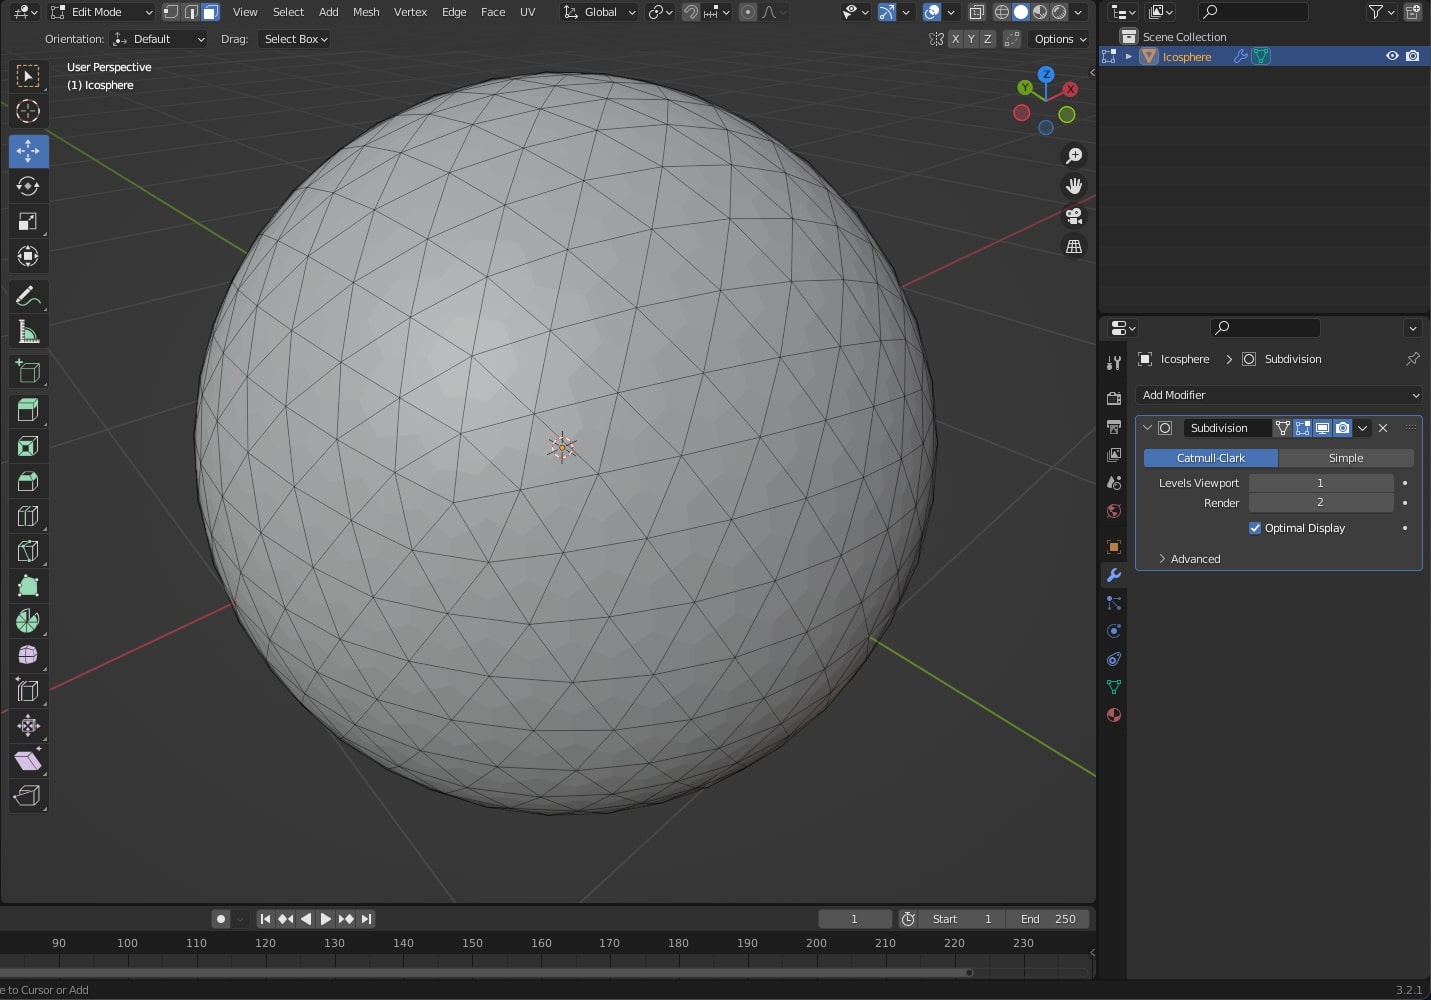 Edit Mode View Select Add Mesh Vertex Edge Face UV Global
Orientation: Default Drag: Select Box X Y Z Options
User Perspective
(1) Icosphere
Z
Y
X
Scene Collection
Icosphere
Icosphere > Subdivision
Add Modifier
Subdivision
Catmull-Clark Simple
Levels Viewport 1
Render 2
Optimal Display
Advanced
1 Start 1 End 250
90 100 110 120 130 140 150 160 170 180 190 200 210 220 230
e to Cursor or Add 3.2.1